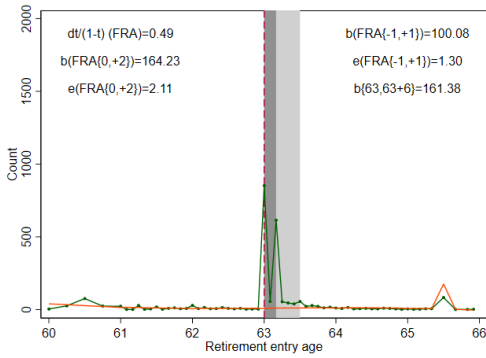 2000
dt/(1-t) (FRA)=0.49
b(FRA{-1,+1})=100.08
b(FRA{0,+2})=164.23
e(FRA{-1,+1})=1.30
e(FRA{0,+2})=2.11
b{63,63+6}=161.38
1500
Count
1000
500
0
60 61 62 63 64 65 66
Retirement entry age